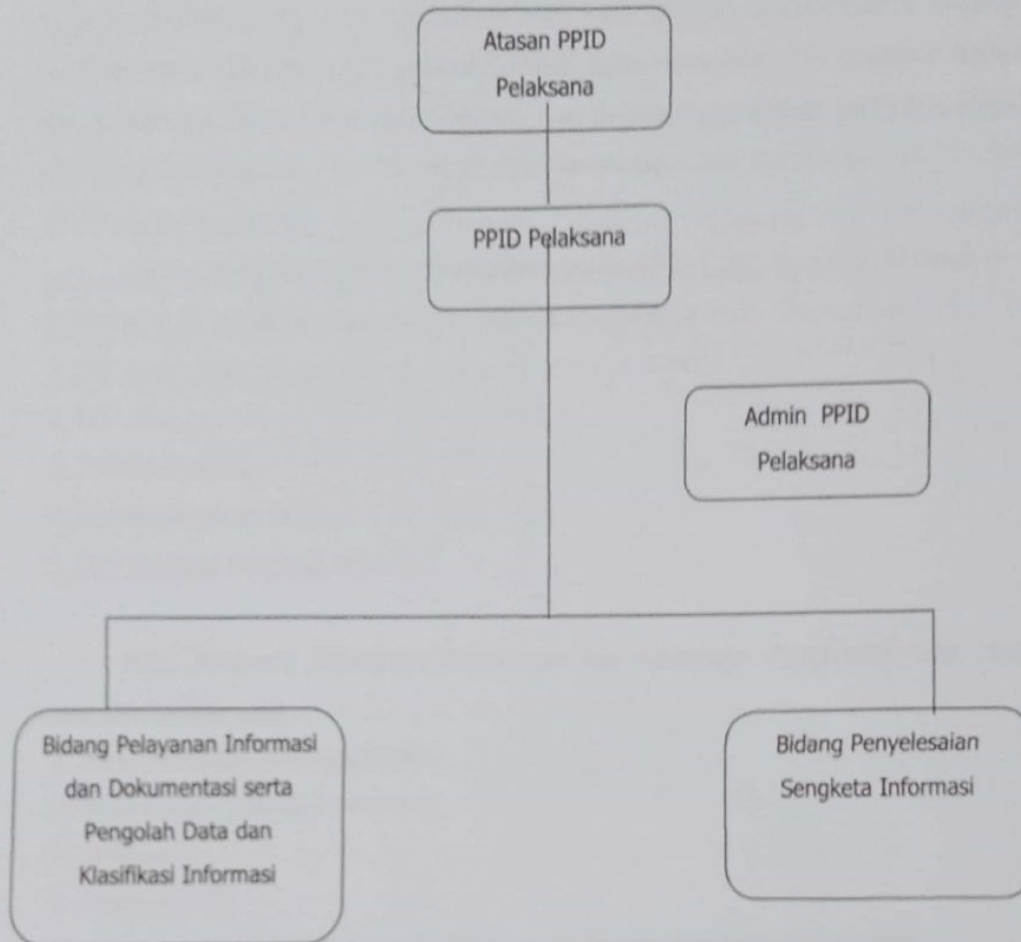 Atasan PPID
Pelaksana
PPID Pelaksana
Admin PPID
Pelaksana
Bidang Pelayanan Informasi
dan Dokumentasi serta
Pengolah Data dan
Klasifikasi Informasi
Bidang Penyelesaian
Sengketa Informasi